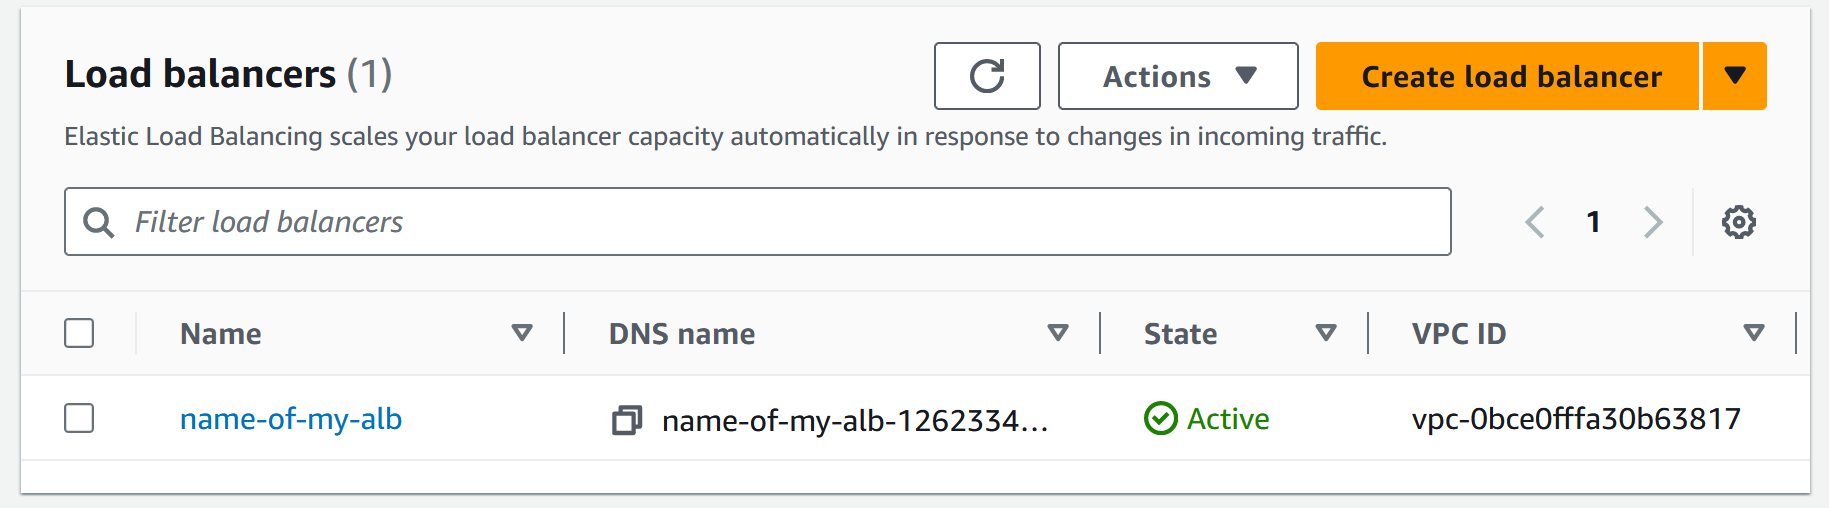 Load balancers (1)
Actions
Create load balancer
Elastic Load Balancing scales your load balancer capacity automatically in response to changes in incoming traffic.
Filter load balancers
1
Name
DNS name
State
VPC ID
name-of-my-alb
name-of-my-alb-1262334...
Active
vpc-0bce0fffa30b63817